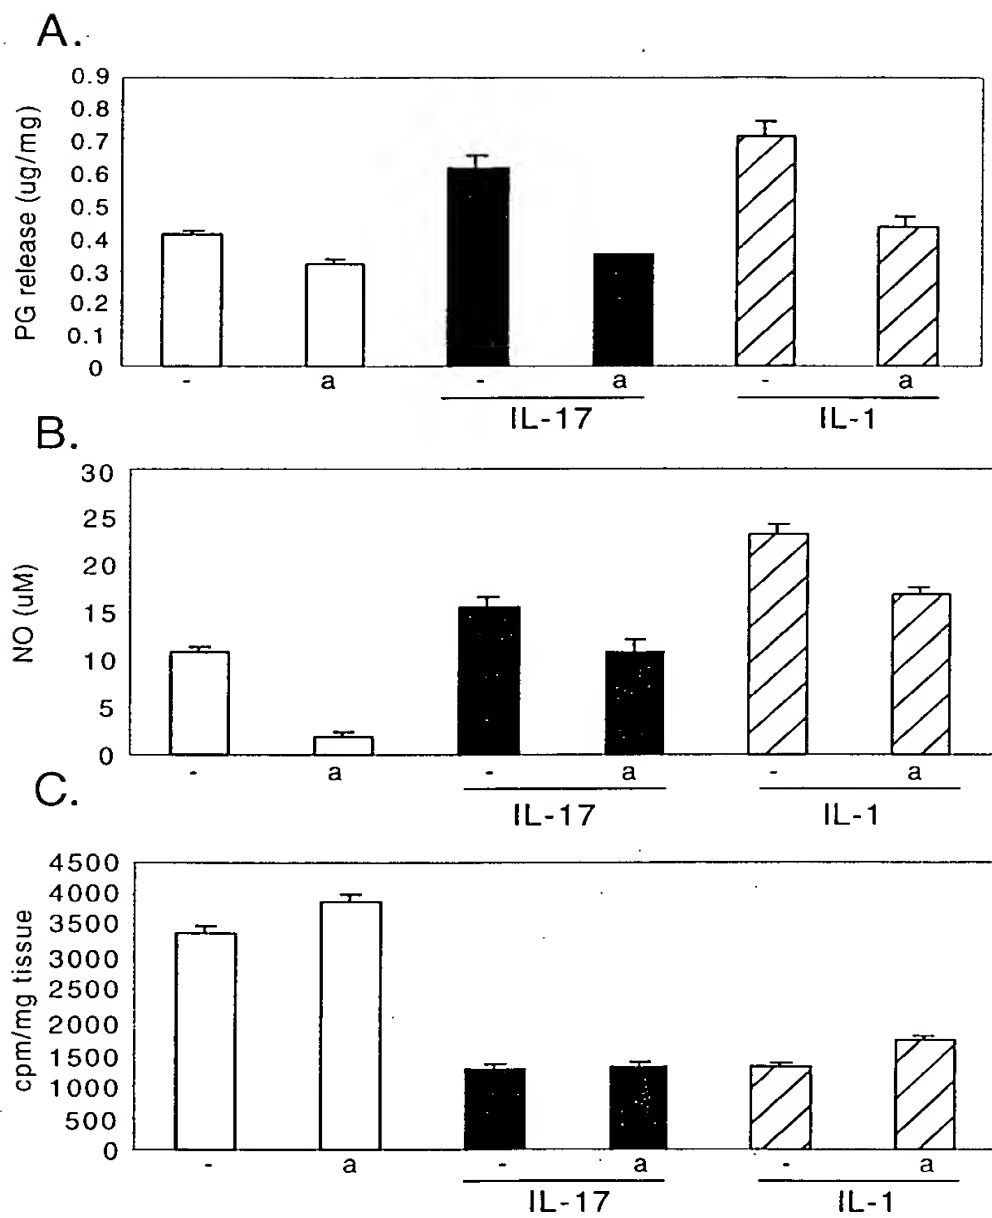 A.
PG release (ug/mg)
0.9
0.8
0.7
0.6
0.5
0.4
0.3
0.2
0.1
0
- a - a - a
IL-17 IL-1
B.
NO (uM)
30
25
20
15
10
5
0
- a - a - a
IL-17 IL-1
C.
cpm/mg tissue
4500
4000
3500
3000
2500
2000
1500
1000
500
0
- a - a - a
IL-17 IL-1